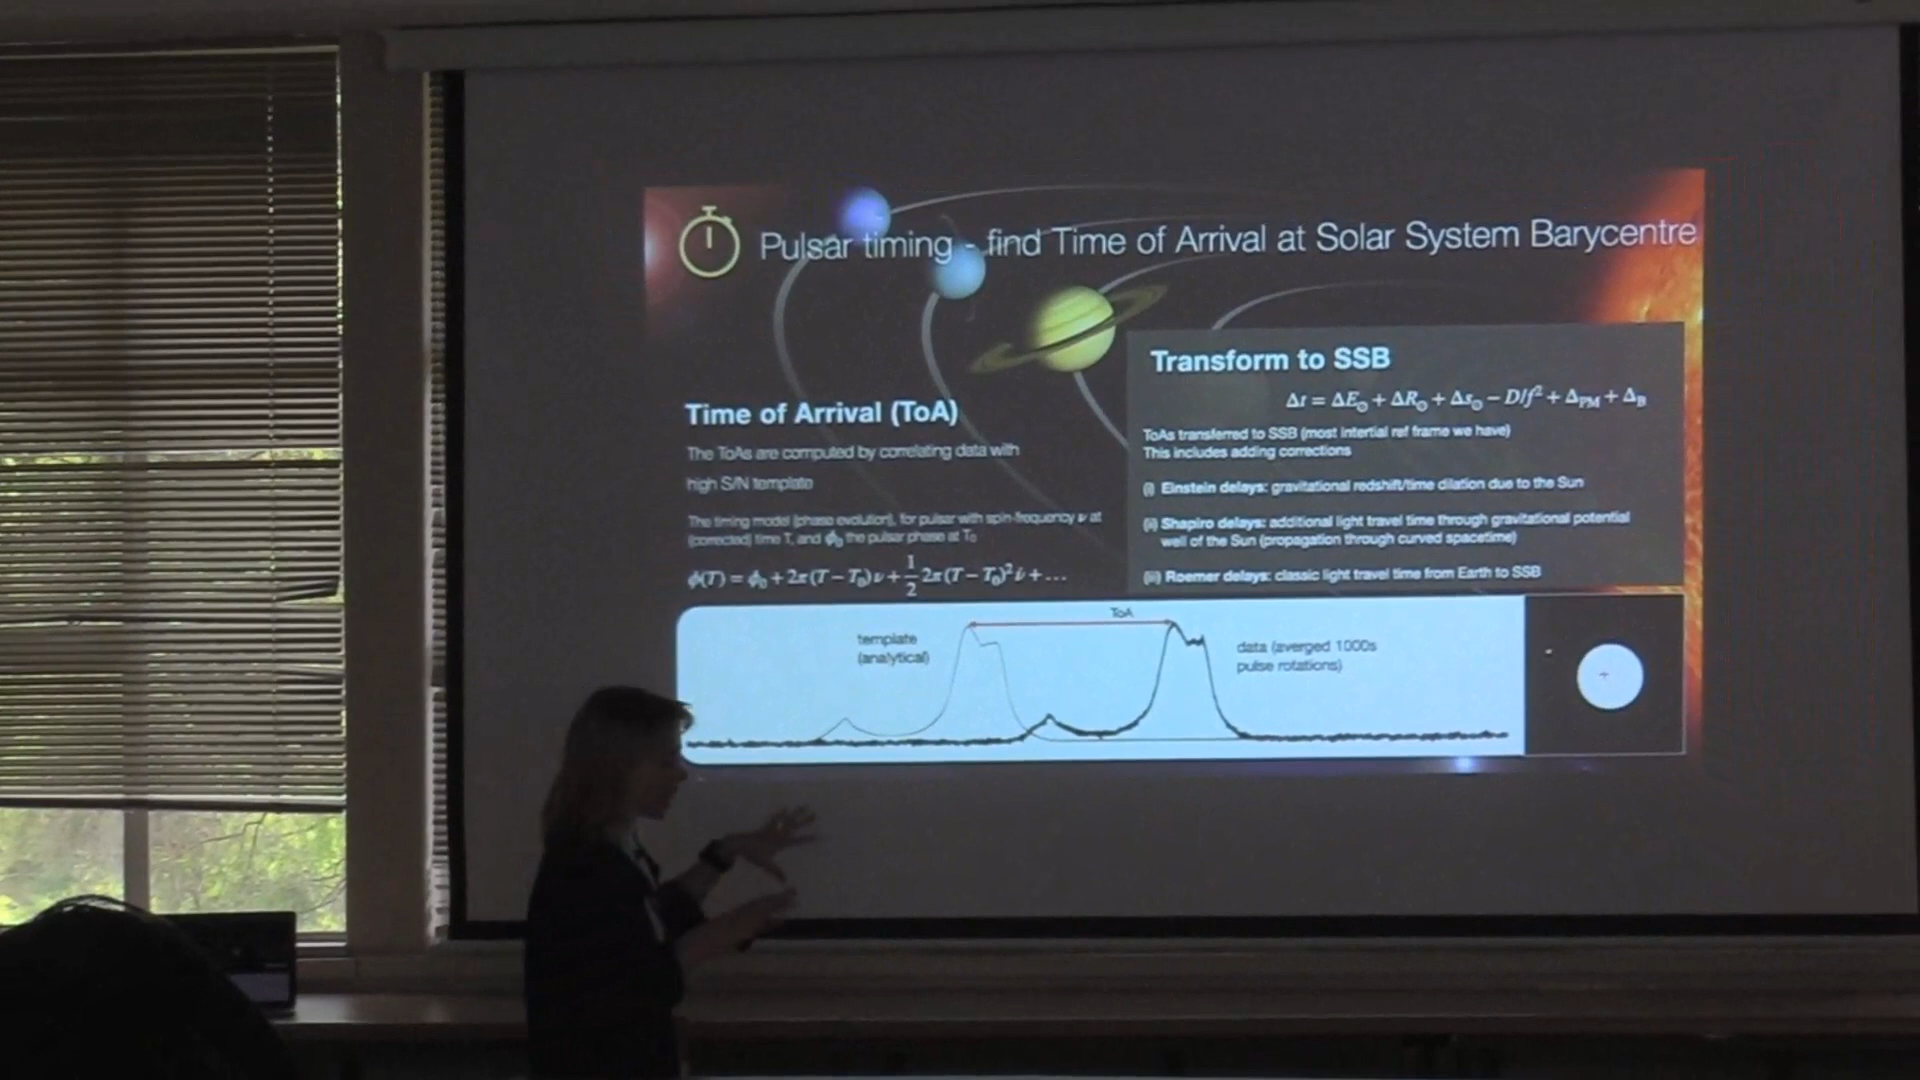 Pulsar timing - find Time of Arrival at Solar System Barycentre
Time of Arrival (ToA)
The ToAs are computed by correlating data with
high S/N template
The timing model (phase evolution), for pulsar with spin-frequency ν at
(corrected) time T, and ϕ₀ the pulsar phase at T₀
ϕ(T) = ϕ₀ + 2π(T − T₀)ν + 1/2 2π(T − T₀)² ν̇ + …
Transform to SSB
Δt = ΔE⊙ + ΔR⊙ + Δs⊙ − D/f² + Δ_PM + Δ_B
ToAs transferred to SSB (most intertial ref frame we have)
This includes adding corrections
(i) Einstein delays: gravitational redshift/time dilation due to the Sun
(ii) Shapiro delays: additional light travel time through gravitational potential
well of the Sun (propagation through curved spacetime)
(iii) Roemer delays: classic light travel time from Earth to SSB
ToA
template
(analytical)
data (averged 1000s
pulse rotations)